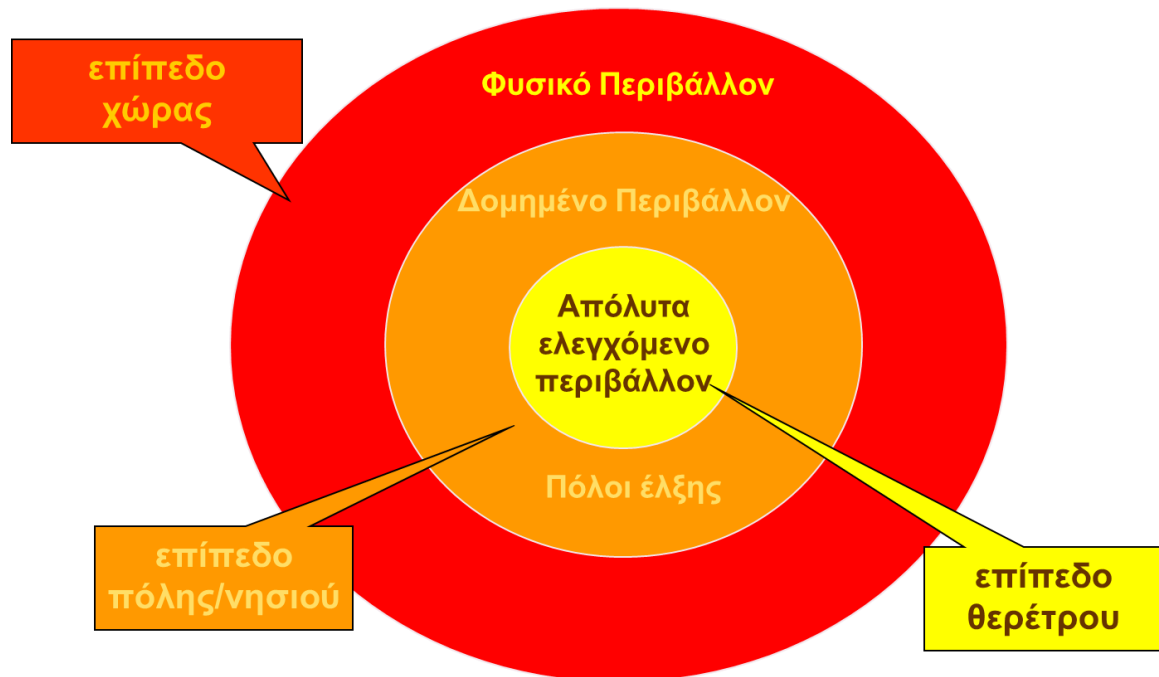 επίπεδο
χώρας
Φυσικό Περιβάλλον
Δομημένο Περιβάλλον
Απόλυτα
ελεγχόμενο
περιβάλλον
Πόλοι έλξης
επίπεδο
πόλης/νησιού
επίπεδο
θερέτρου